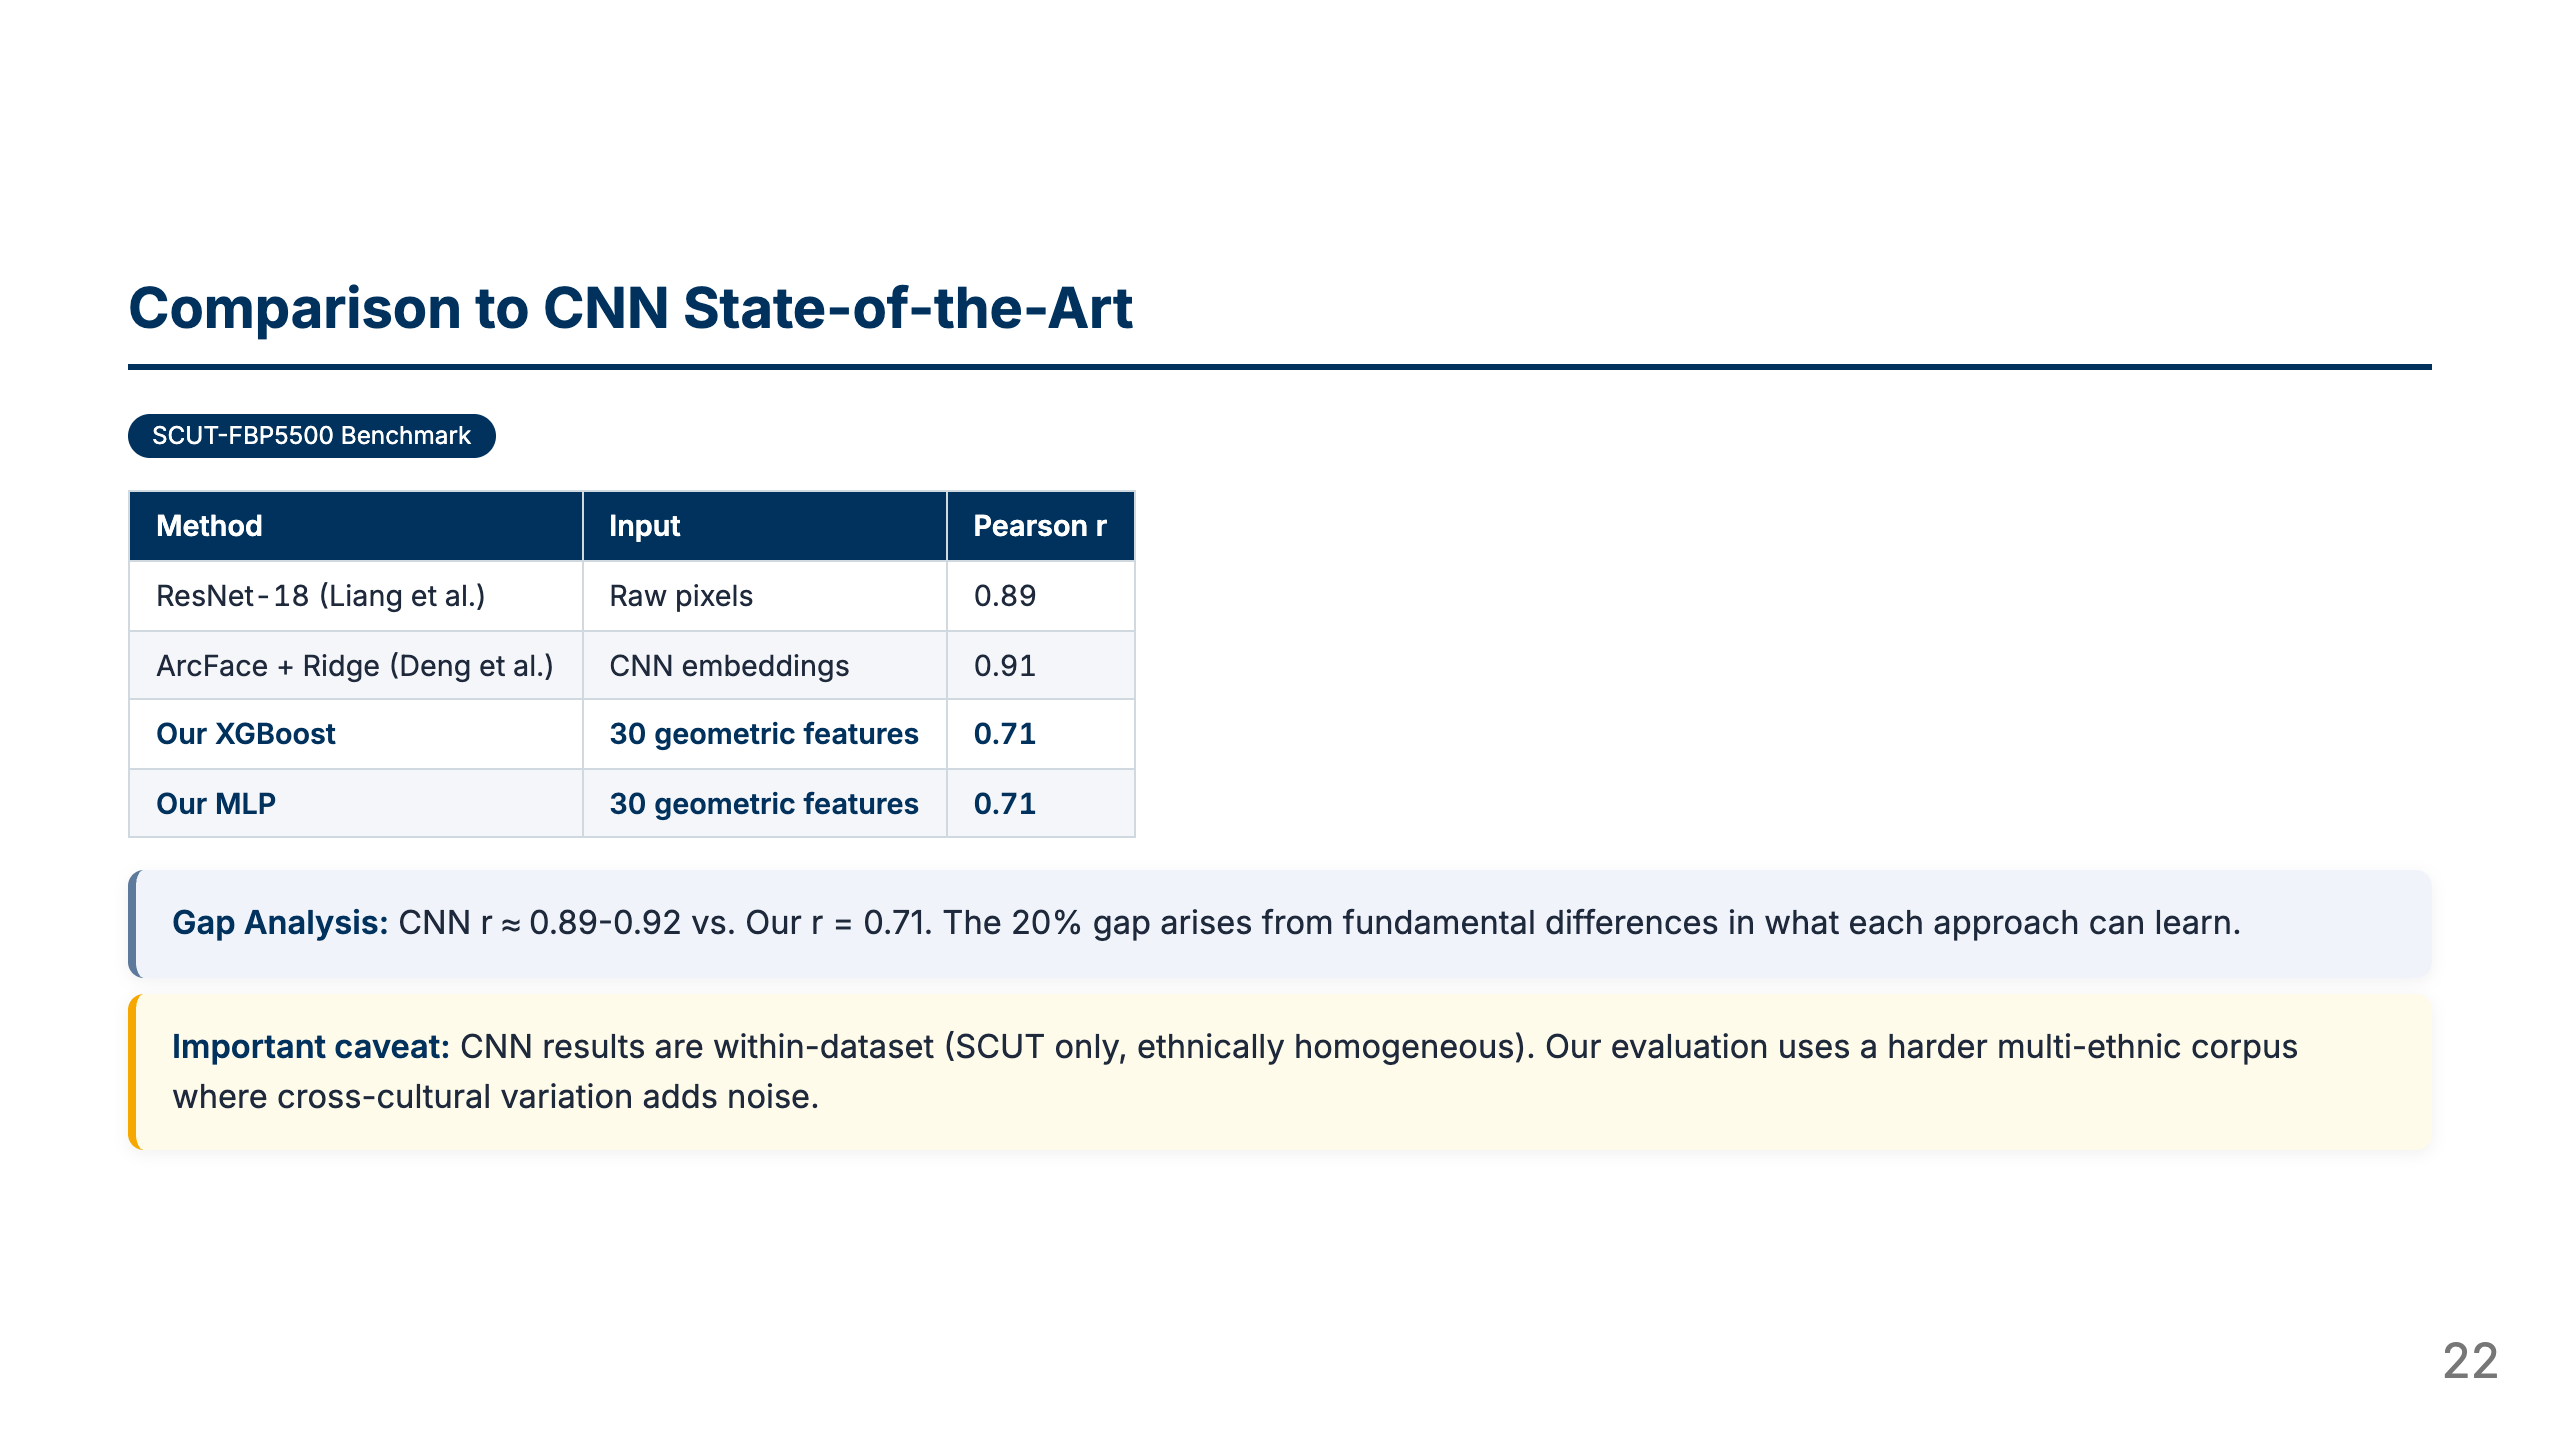 Comparison to CNN State-of-the-Art
SCUT-FBP5500 Benchmark
Method Input Pearson r
ResNet-18 (Liang et al.) Raw pixels 0.89
ArcFace + Ridge (Deng et al.) CNN embeddings 0.91
Our XGBoost 30 geometric features 0.71
Our MLP 30 geometric features 0.71
Gap Analysis: CNN r ≈ 0.89-0.92 vs. Our r = 0.71. The 20% gap arises from fundamental differences in what each approach can learn.
Important caveat: CNN results are within-dataset (SCUT only, ethnically homogeneous). Our evaluation uses a harder multi-ethnic corpus
where cross-cultural variation adds noise.
22